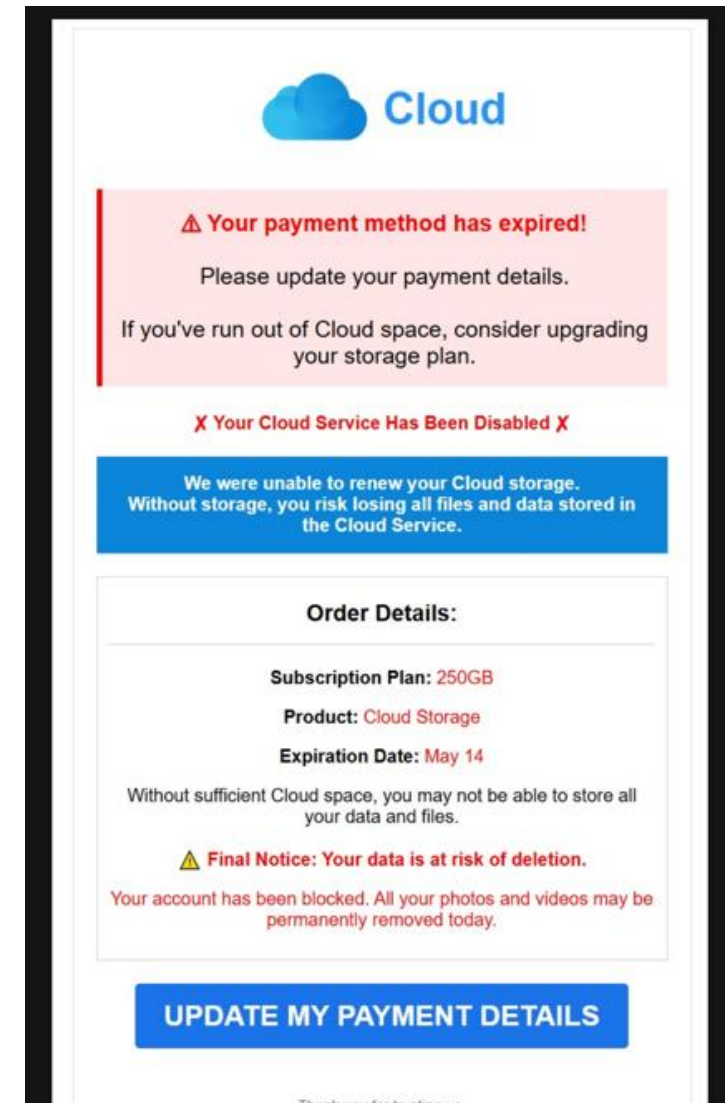 Cloud
⚠ Your payment method has expired!
Please update your payment details.
If you've run out of Cloud space, consider upgrading
your storage plan.
✗ Your Cloud Service Has Been Disabled ✗
We were unable to renew your Cloud storage.
Without storage, you risk losing all files and data stored in
the Cloud Service.
Order Details:
Subscription Plan: 250GB
Product: Cloud Storage
Expiration Date: May 14
Without sufficient Cloud space, you may not be able to store all
your data and files.
⚠ Final Notice: Your data is at risk of deletion.
Your account has been blocked. All your photos and videos may be
permanently removed today.
UPDATE MY PAYMENT DETAILS